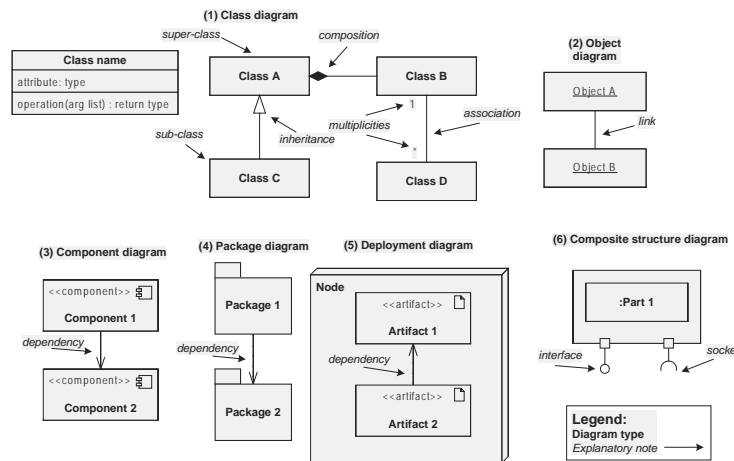 (1) Class diagram
super-class
composition
Class name
attribute: type
operation(arg list) : return type
Class A
Class B
1
multiplicities
association
inheritance
*
sub-class
Class C
Class D
(2) Object
diagram
Object A
link
Object B
(3) Component diagram
<<component>>
Component 1
dependency
<<component>>
Component 2
(4) Package diagram
Package 1
dependency
Package 2
(5) Deployment diagram
Node
<<artifact>>
Artifact 1
dependency
<<artifact>>
Artifact 2
(6) Composite structure diagram
:Part 1
interface
socke
Legend:
Diagram type
Explanatory note